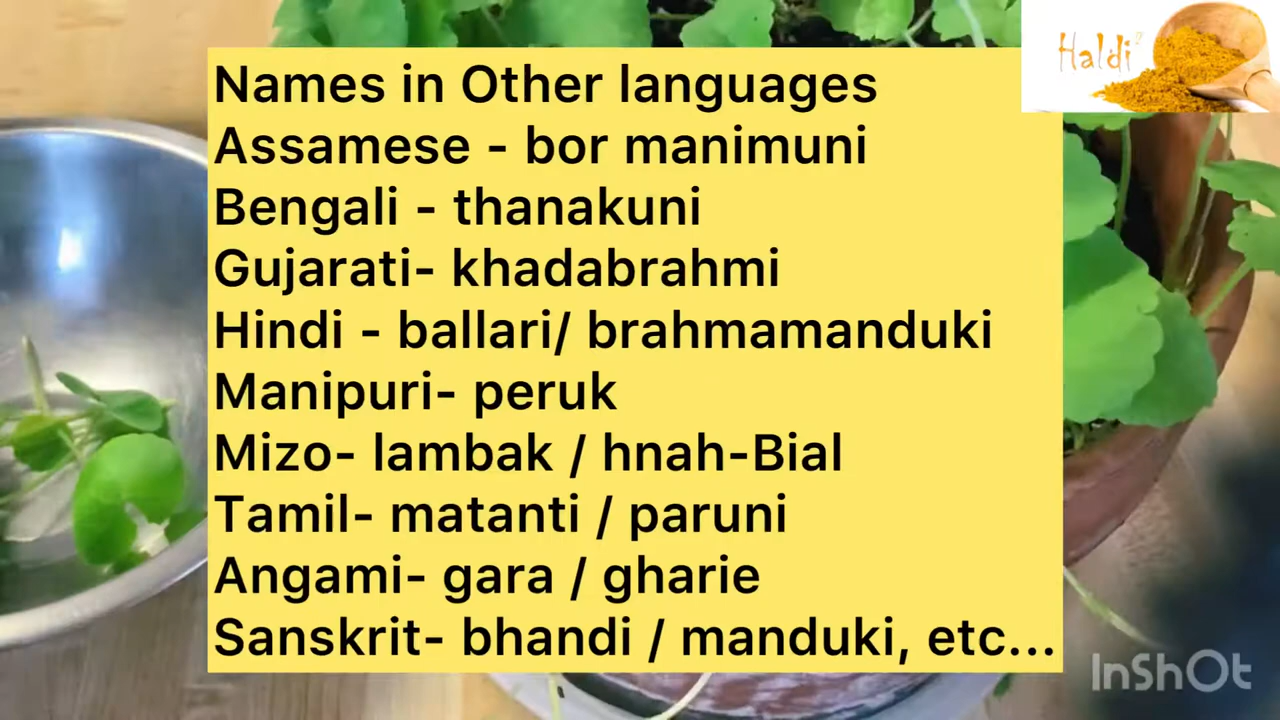 Haldi
Names in Other languages
Assamese - bor manimuni
Bengali - thanakuni
Gujarati- khadabrahmi
Hindi - ballari/ brahmamanduki
Manipuri- peruk
Mizo- lambak / hnah-Bial
Tamil- matanti / paruni
Angami- gara / gharie
Sanskrit- bhandi / manduki, etc...
InShOt